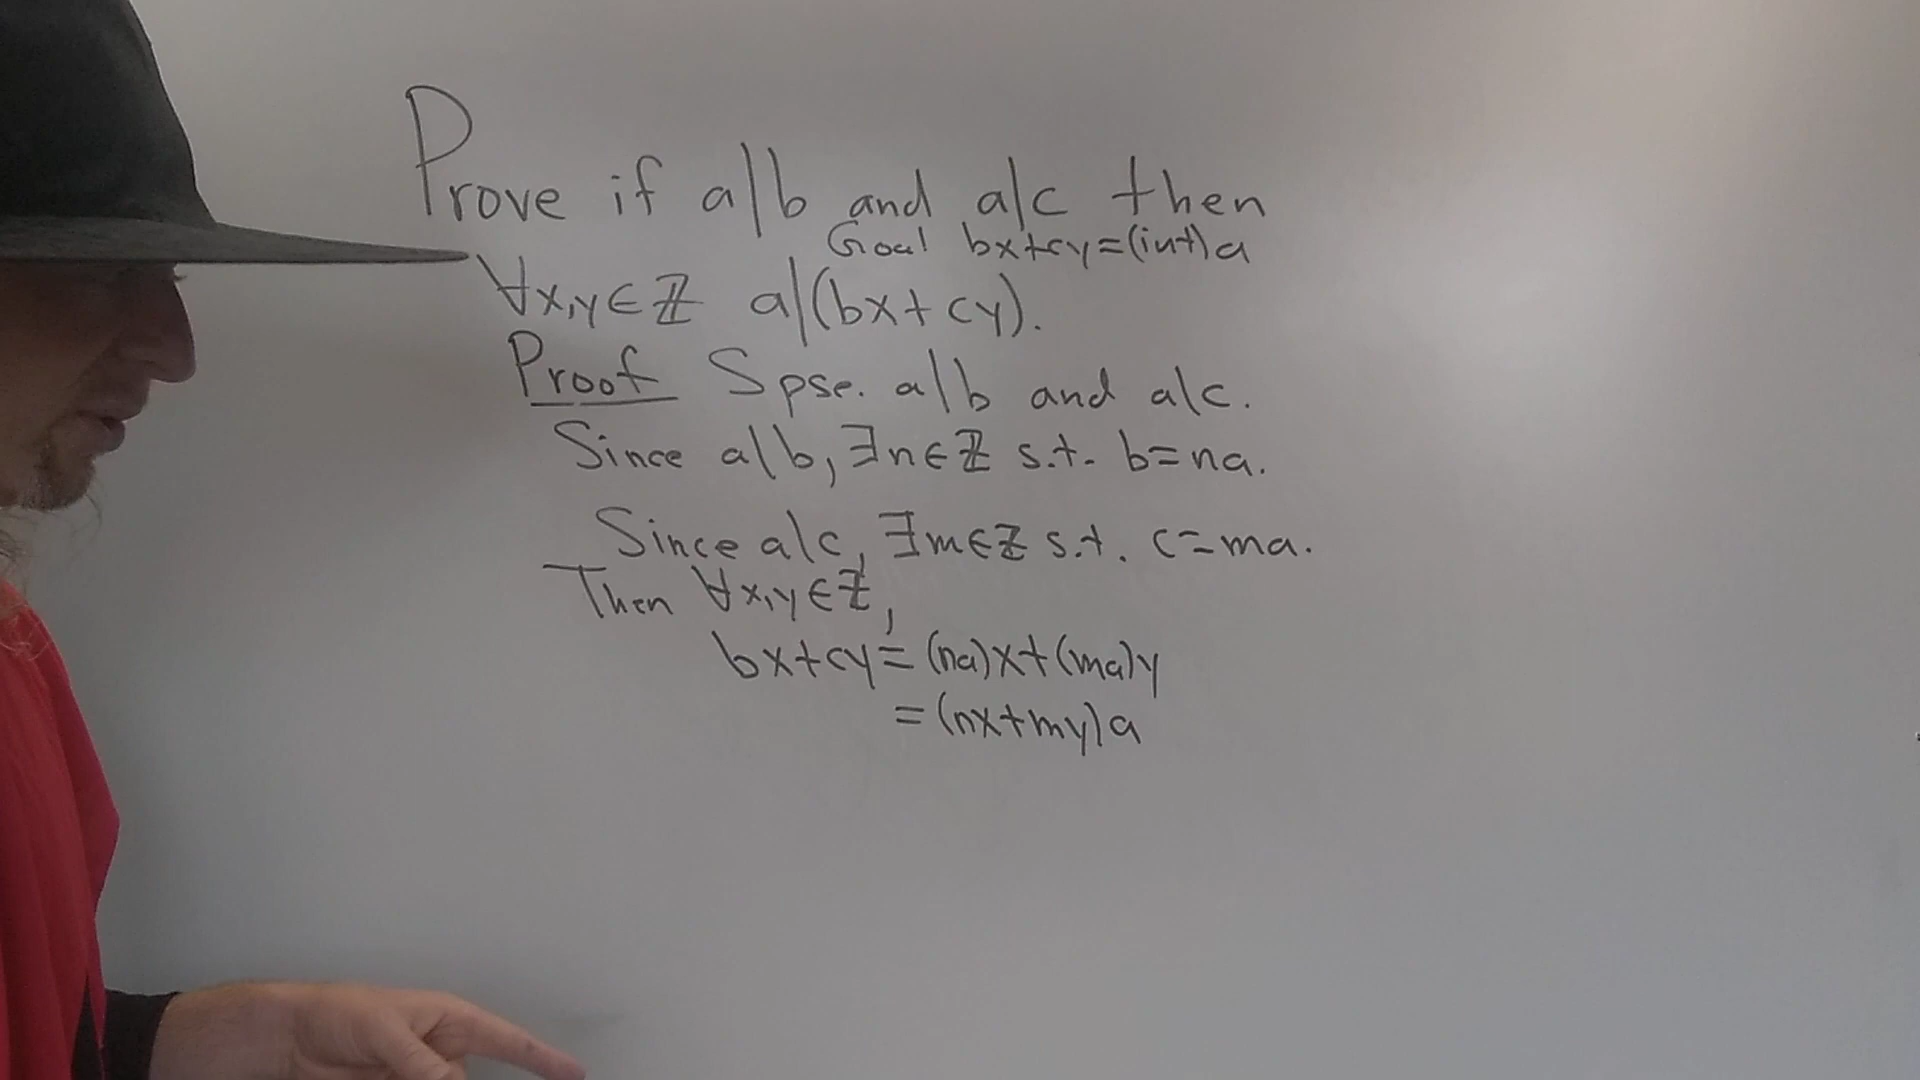 Prove if a|b and a|c then
Goal bx+cy=(int)a
∀x,y∈ℤ a|(bx+cy).
Proof Spse. a|b and a|c.
Since a|b, ∃n∈ℤ s.t. b=na.
Since a|c, ∃m∈ℤ s.t. c=ma.
Then ∀x,y∈ℤ,
bx+cy=(na)x+(ma)y
=(nx+my)a